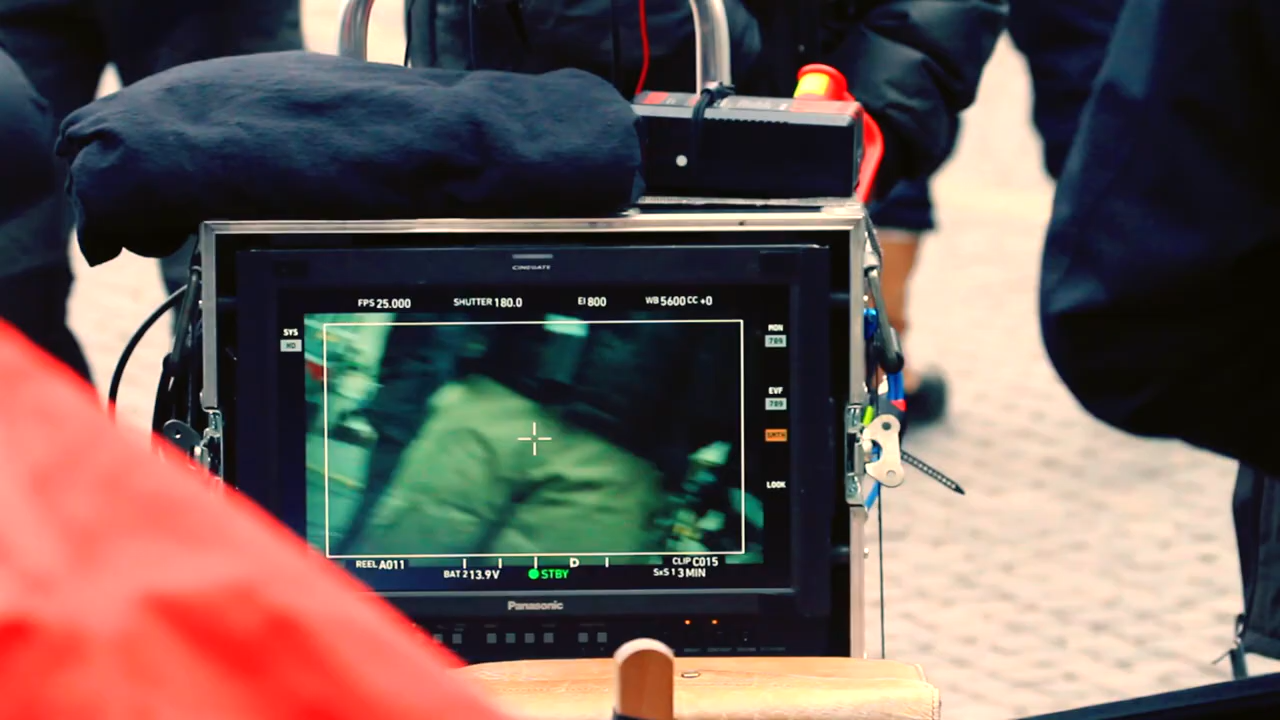 CINEGATE
FPS 25.000 SHUTTER 180.0 EI 800 WB 5600 CC +0
SYS
HD
MON
789
EVF
789
SMTH
LOOK
REEL A011 D CLIP C015
BAT 2 13.9V STBY SxS 1 3 MIN
Panasonic